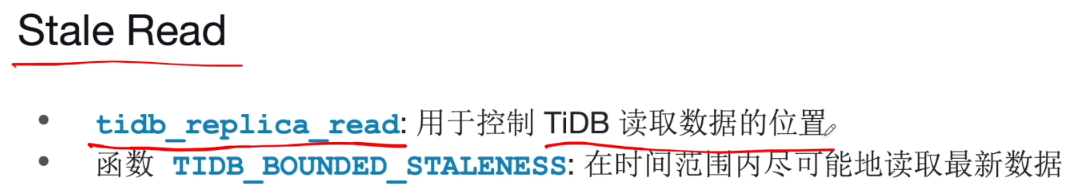 Stale Read
• tidb_replica_read: 用于控制 TiDB 读取数据的位置
• 函数 TIDB_BOUNDED_STALENESS: 在时间范围内尽可能地读取最新数据